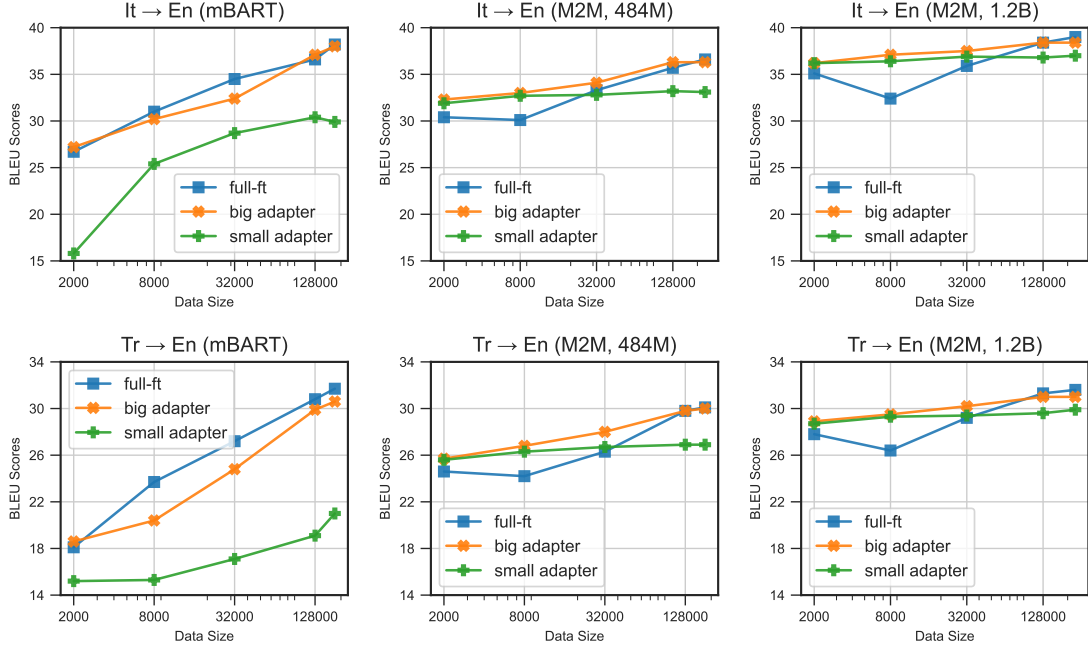 It → En (mBART)
40
35
30
25
20
15
BLEU Scores
full-ft
big adapter
small adapter
2000
8000
32000
128000
Data Size
It → En (M2M, 484M)
40
35
30
25
20
15
BLEU Scores
full-ft
big adapter
small adapter
2000
8000
32000
128000
Data Size
It → En (M2M, 1.2B)
40
35
30
25
20
15
BLEU Scores
full-ft
big adapter
small adapter
2000
8000
32000
128000
Data Size
Tr → En (mBART)
34
30
26
22
18
14
BLEU Scores
full-ft
big adapter
small adapter
2000
8000
32000
128000
Data Size
Tr → En (M2M, 484M)
34
30
26
22
18
14
BLEU Scores
full-ft
big adapter
small adapter
2000
8000
32000
128000
Data Size
Tr → En (M2M, 1.2B)
34
30
26
22
18
14
BLEU Scores
full-ft
big adapter
small adapter
2000
8000
32000
128000
Data Size